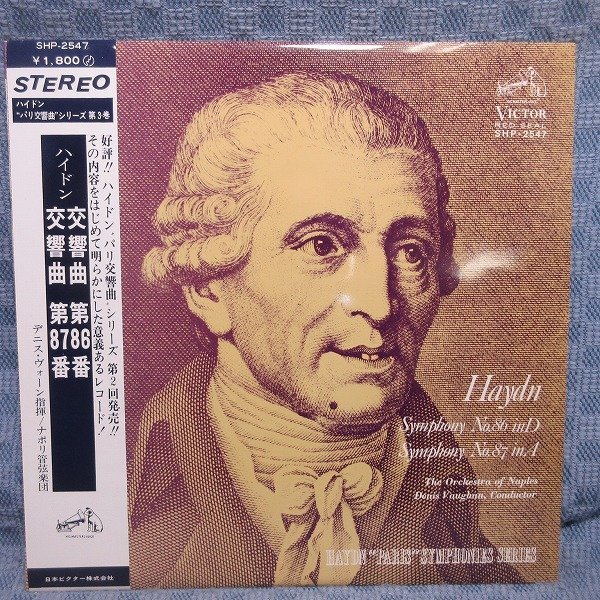 SHP-2547
¥1,800
STEREO
ハイドン
“パリ交響曲”シリーズ 第3巻
好評!! ハイドン“パリ交響曲”シリーズ 第2回発売!!
その内容をはじめて明らかにした意義あるレコード!
ハイドン
交響曲 第86番
交響曲 第87番
デニス・ヴォーン指揮/ナポリ管弦楽団
日本ビクター株式会社
VICTOR
SHP-2547
Haydn
Symphony No.86 in D
Symphony No.87 in A
The Orchestra of Naples
Denis Vaughan, Conductor
HAYDN "PARIS" SYMPHONIES SERIES